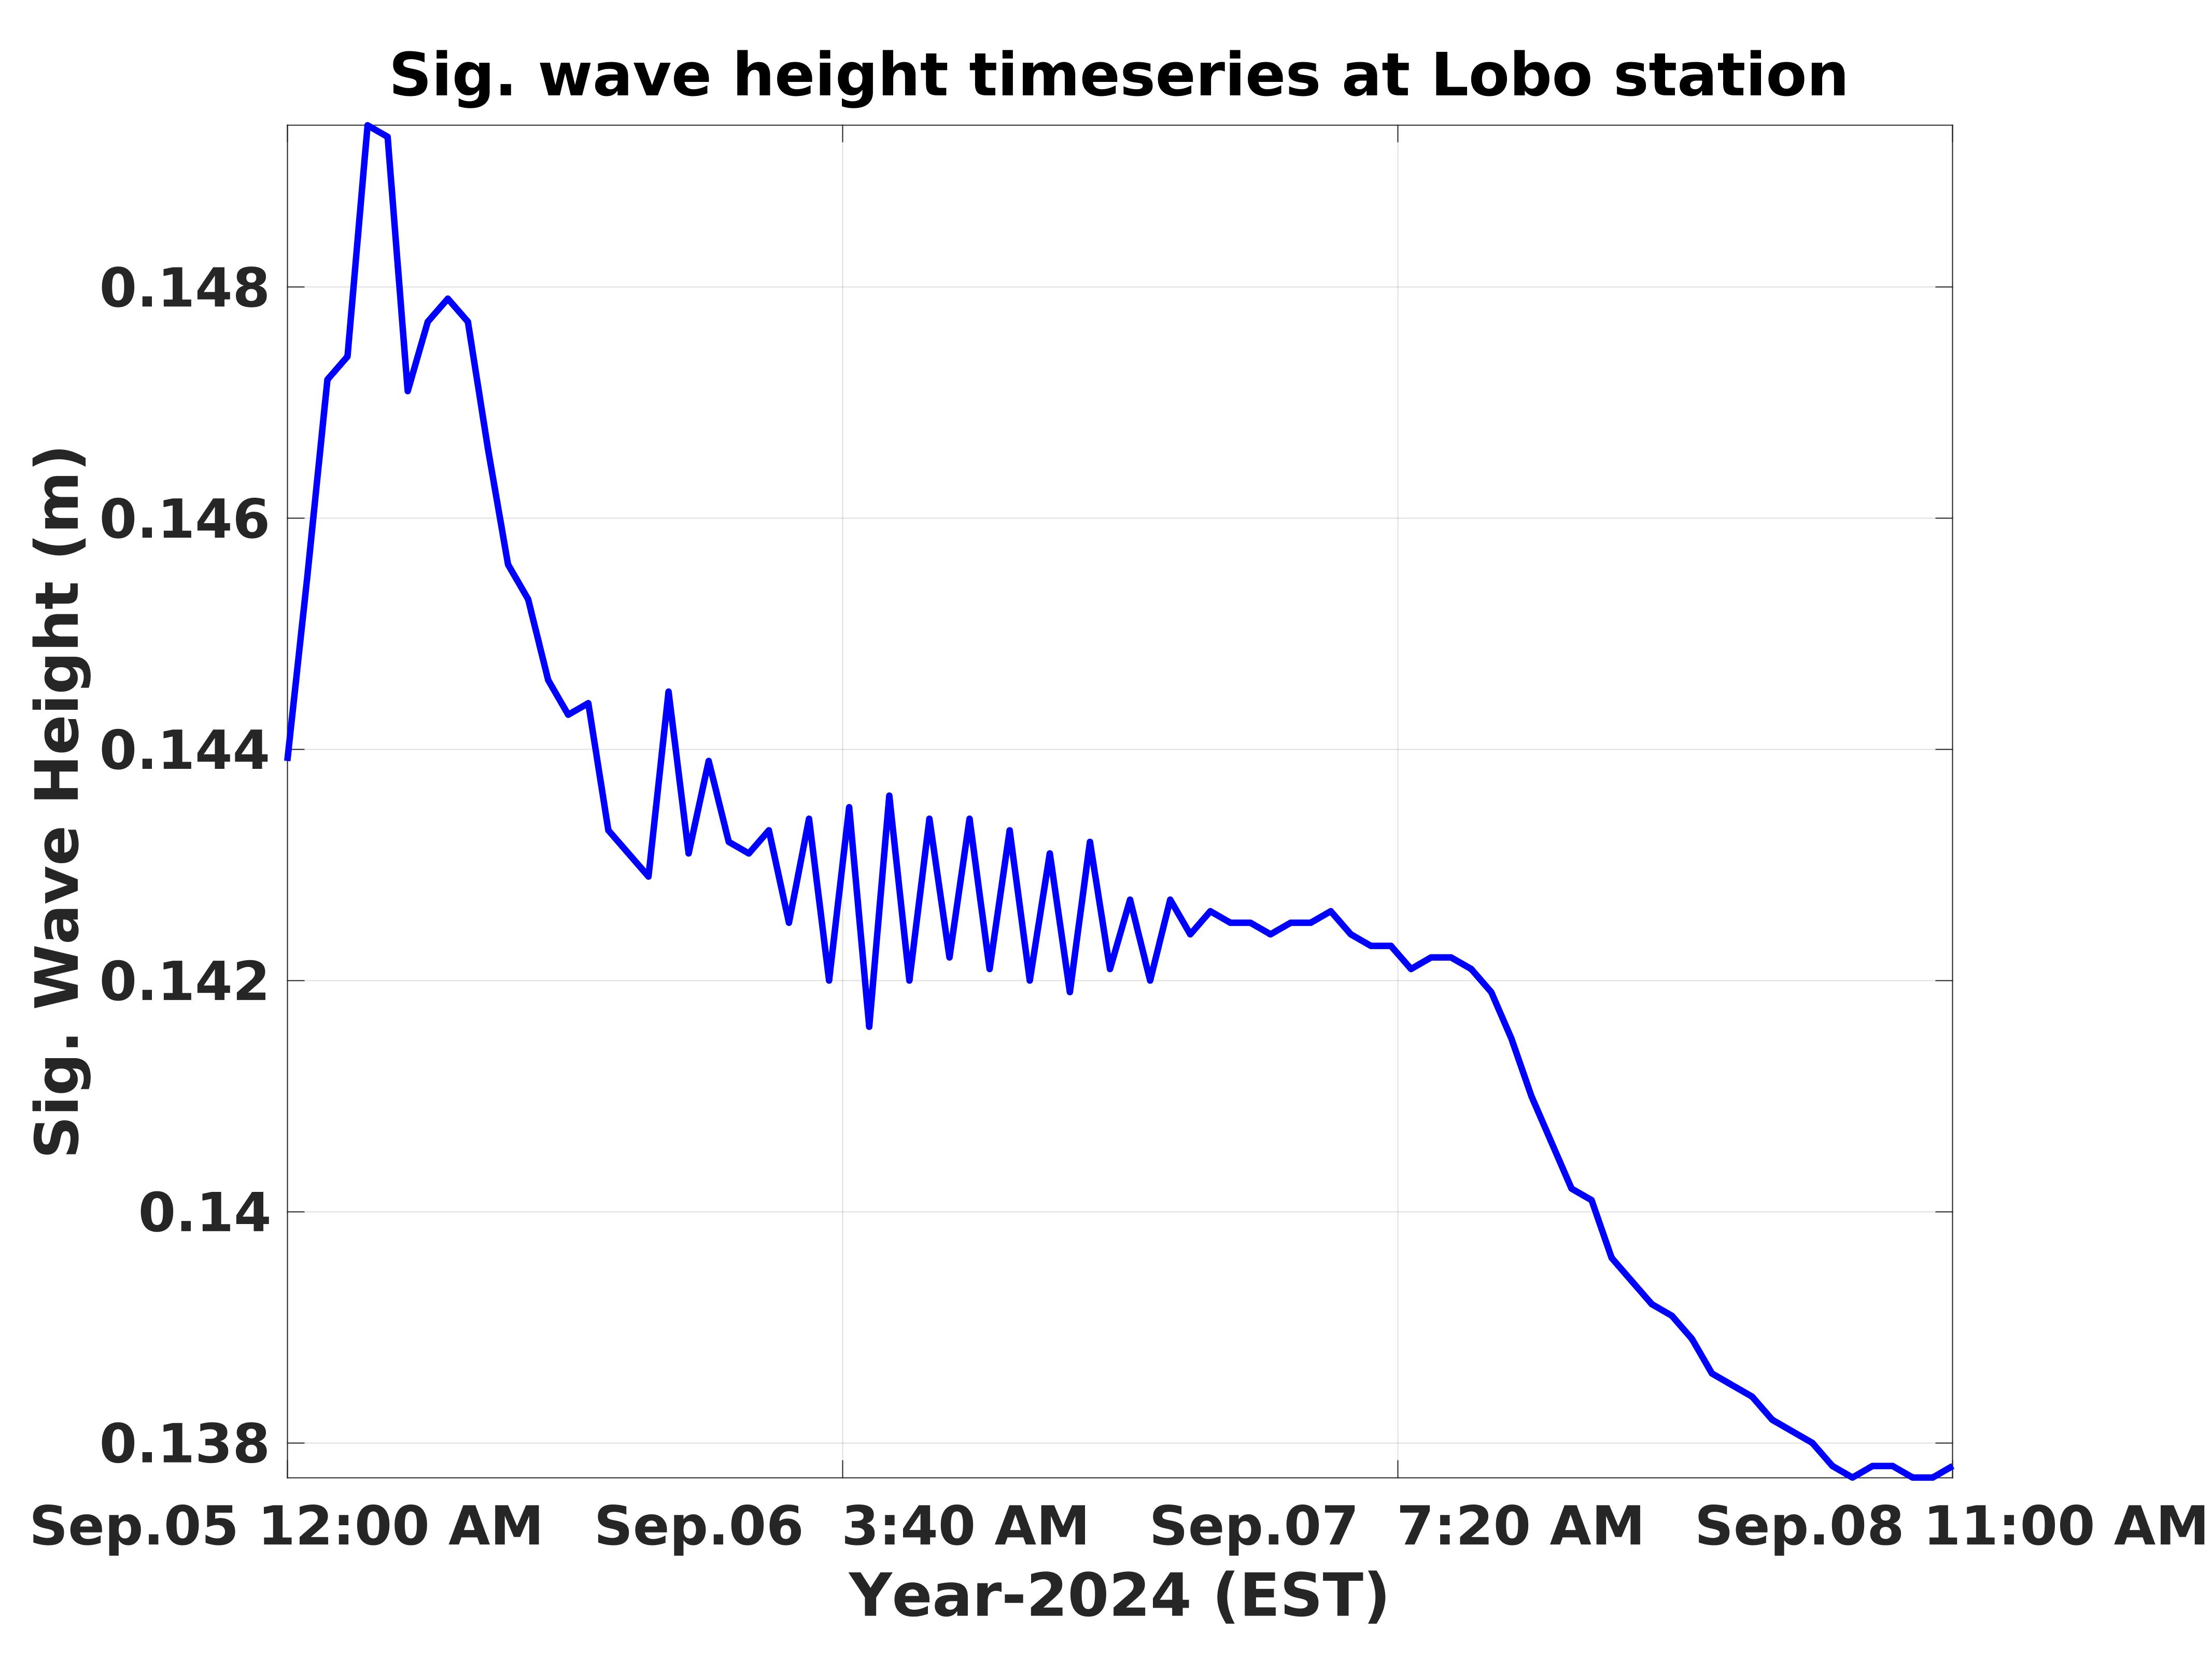 Sig. wave height timeseries at Lobo station
Sig. Wave Height (m)
0.148
0.146
0.144
0.142
0.14
0.138
Sep.05 12:00 AM Sep.06 3:40 AM Sep.07 7:20 AM Sep.08 11:00 AM
Year-2024 (EST)